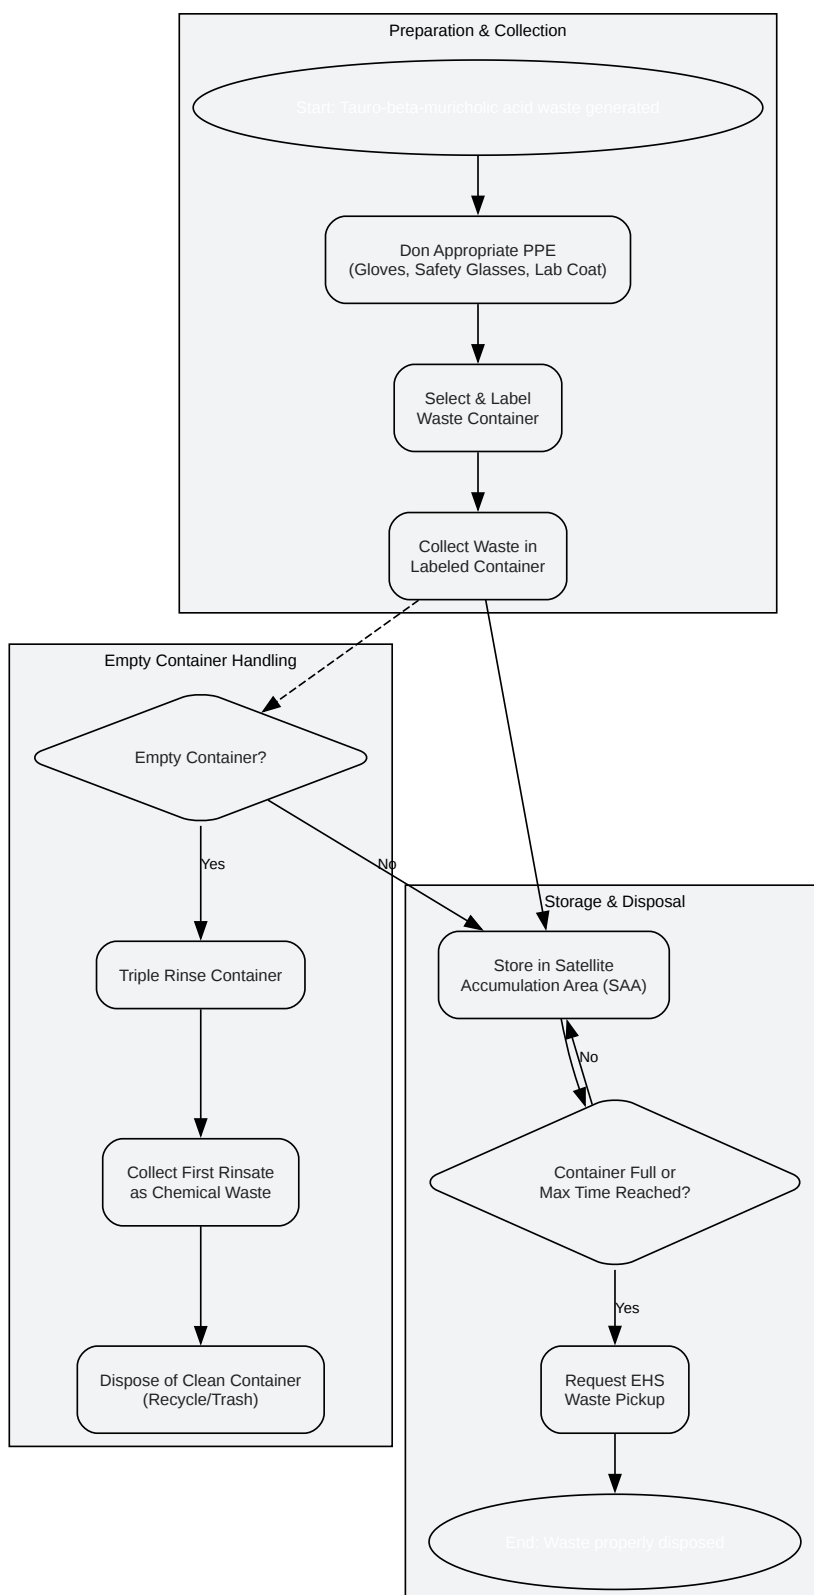 Preparation & Collection
Start: Tauro-beta-muricholic acid waste generated
Don Appropriate PPE
(Gloves, Safety Glasses, Lab Coat)
Select & Label
Waste Container
Collect Waste in
Labeled Container
Empty Container Handling
Empty Container?
Yes
No
Triple Rinse Container
Collect First Rinsate
as Chemical Waste
Dispose of Clean Container
(Recycle/Trash)
Storage & Disposal
Store in Satellite
Accumulation Area (SAA)
No
Container Full or
Max Time Reached?
Yes
Request EHS
Waste Pickup
End: Waste properly disposed